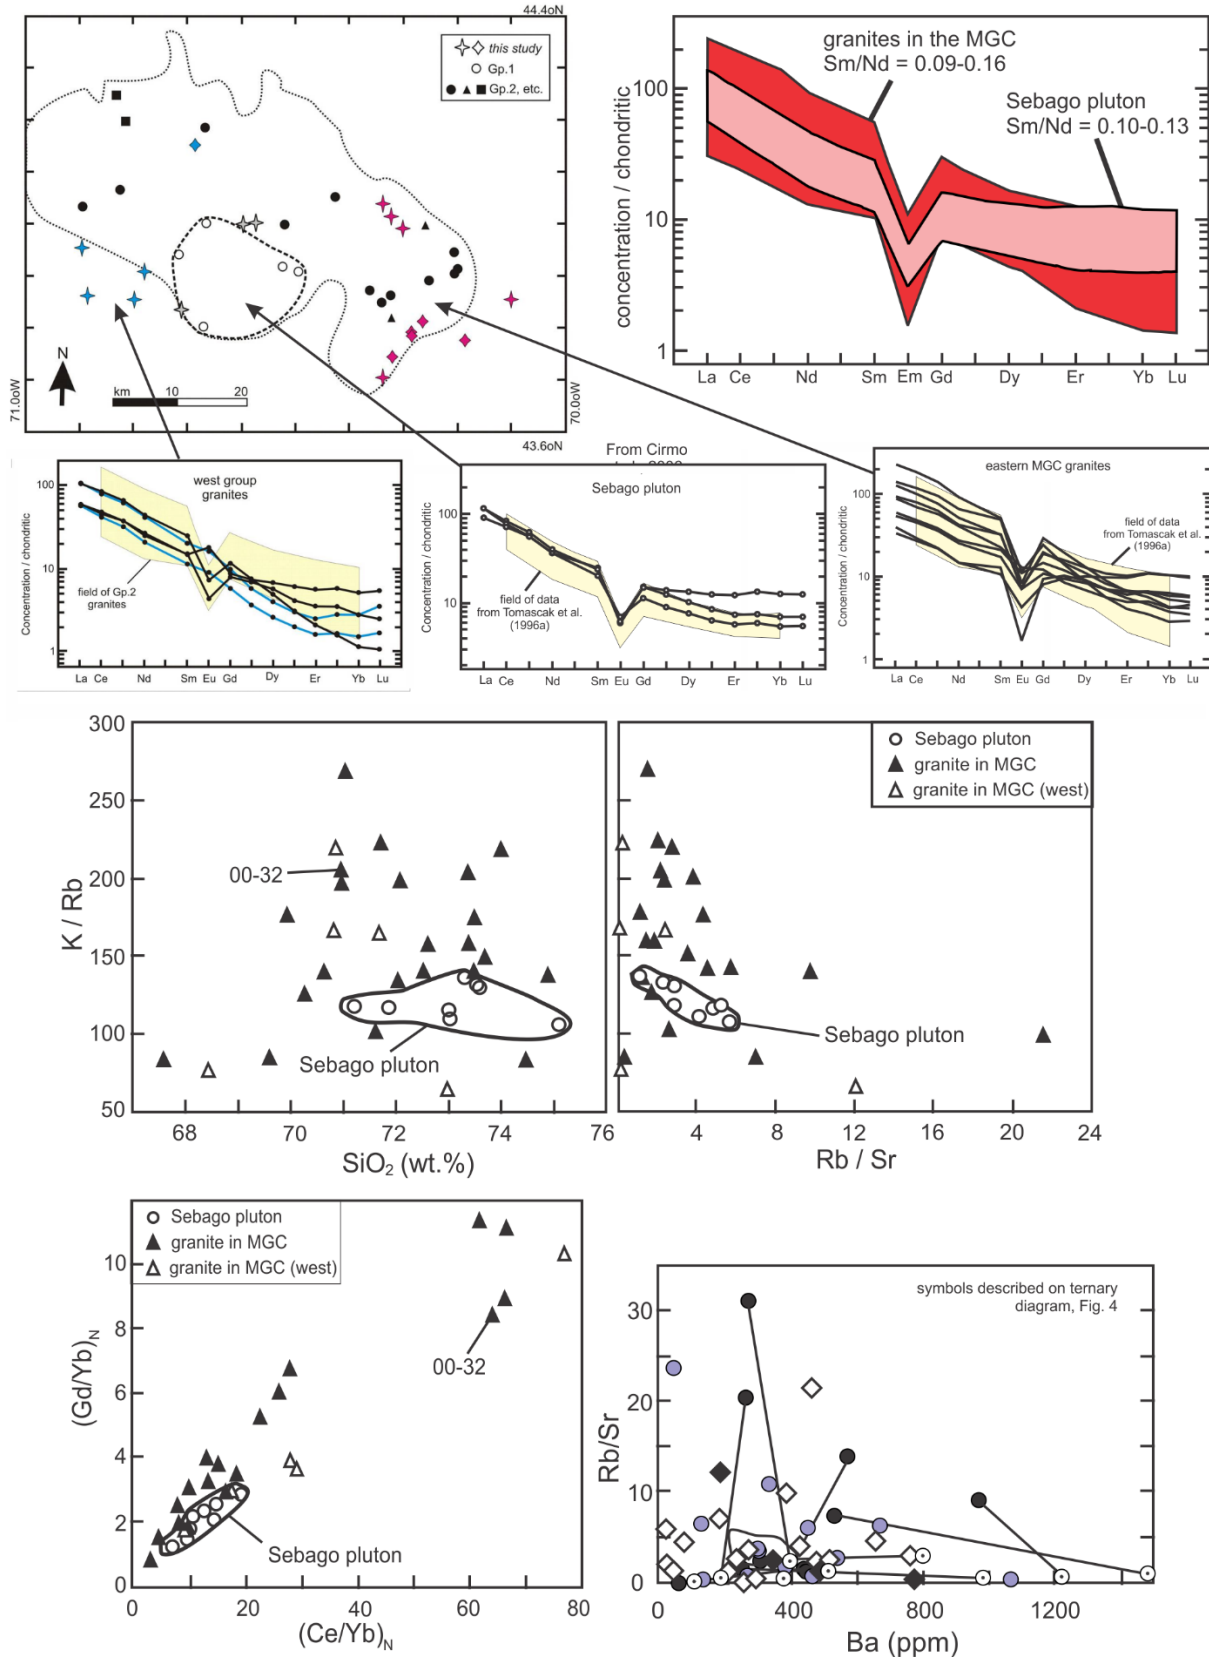 44.4oN
this study
Gp.1
Gp.2, etc.
N
km 10 20
71.0oW
70.0oW
43.6oN
granites in the MGC
Sm/Nd = 0.09-0.16
Sebago pluton
Sm/Nd = 0.10-0.13
concentration / chondritic
100
10
1
La Ce Nd Sm Em Gd Dy Er Yb Lu
From Cirmo
west group
granites
field of Gp.2
granites
Concentration / chondritic
100
10
1
La Ce Nd Sm Eu Gd Dy Er Yb Lu
Sebago pluton
field of data
from Tomascak et al.
(1996a)
Concentration / chondritic
100
10
La Ce Nd Sm Eu Gd Dy Er Yb Lu
eastern MGC granites
field of data
from Tomascak et al.
(1996a)
Concentration / chondritic
100
10
1
La Ce Nd Sm Eu Gd Dy Er Yb Lu
300
250
200
150
100
50
K / Rb
00-32
Sebago pluton
68 70 72 74 76
SiO2 (wt.%)
Sebago pluton
granite in MGC
granite in MGC (west)
Sebago pluton
4 8 12 16 20 24
Rb / Sr
Sebago pluton
granite in MGC
granite in MGC (west)
10
8
6
4
2
0
(Gd/Yb)N
00-32
Sebago pluton
0 20 40 60 80
(Ce/Yb)N
symbols described on ternary
diagram, Fig. 4
30
20
10
0
Rb/Sr
0 400 800 1200
Ba (ppm)